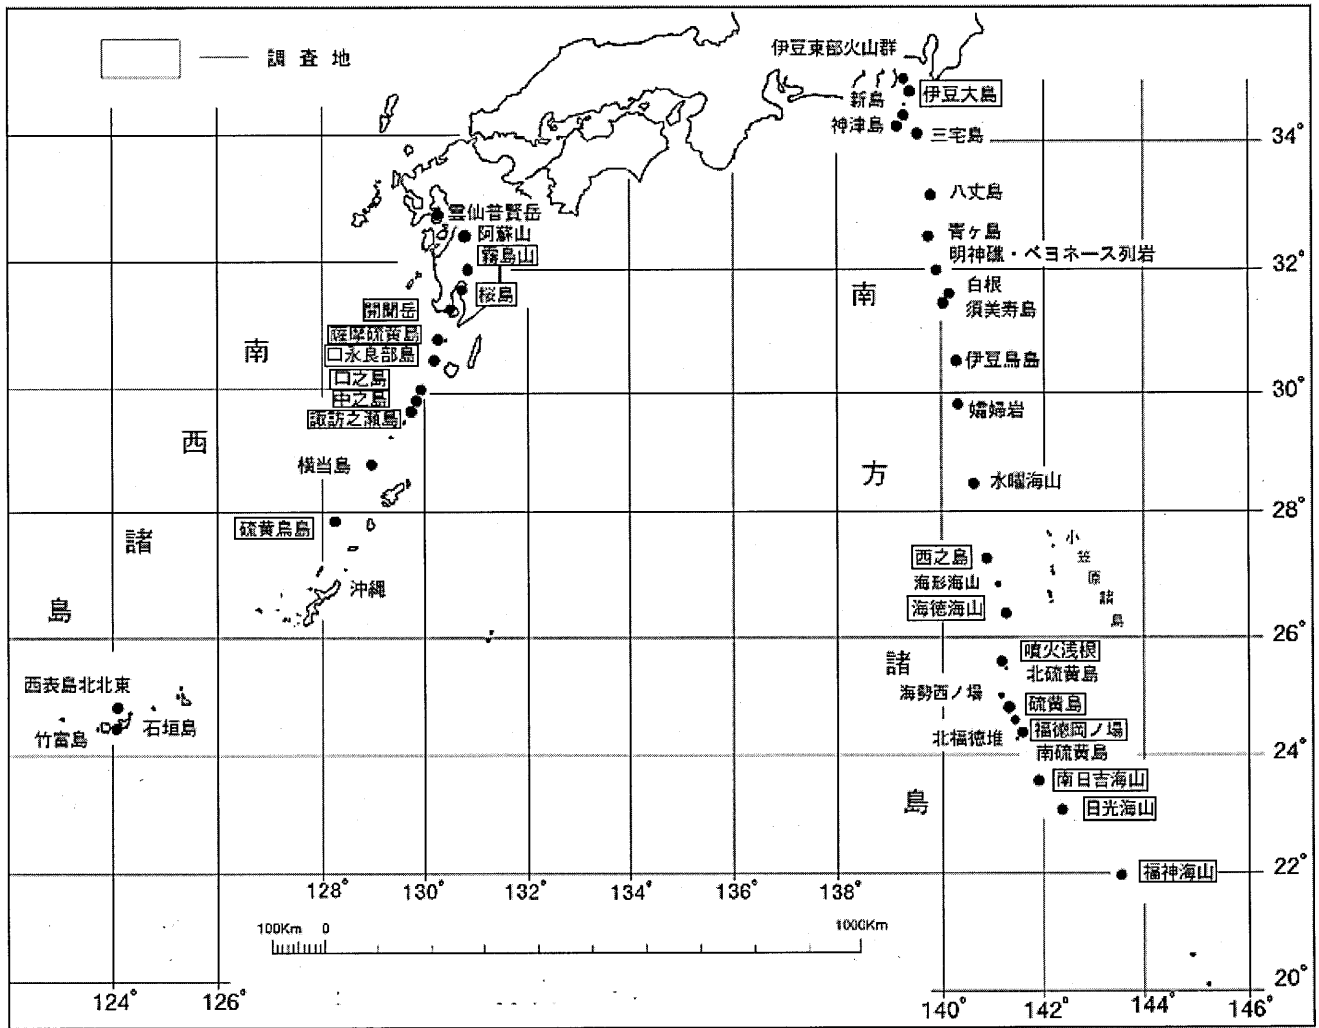 調査地
伊豆東部火山群
新島
伊豆大島
神津島
三宅島
34°
八丈島
雲仙普賢岳
阿蘇山
青ヶ島
霧島山
明神礁・ベヨネース列岩
32°
桜島
白根
開聞岳
須美寿島
薩摩硫黄島
口永良部島
伊豆鳥島
口之島
30°
中之島
諏訪之瀬島
孀婦岩
横当島
水曜海山
硫黄鳥島
28°
西之島
海形海山
沖縄
海徳海山
小笠原諸島
26°
噴火浅根
北硫黄島
西表島北北東
海勢西ノ場
硫黄島
竹富島
石垣島
北福徳堆
福徳岡ノ場
24°
南硫黄島
南日吉海山
日光海山
22°
福神海山
南西諸島
南方諸島
128°
130°
132°
134°
136°
138°
100Km 0
1000Km
20°
124°
126°
140°
142°
144°
146°